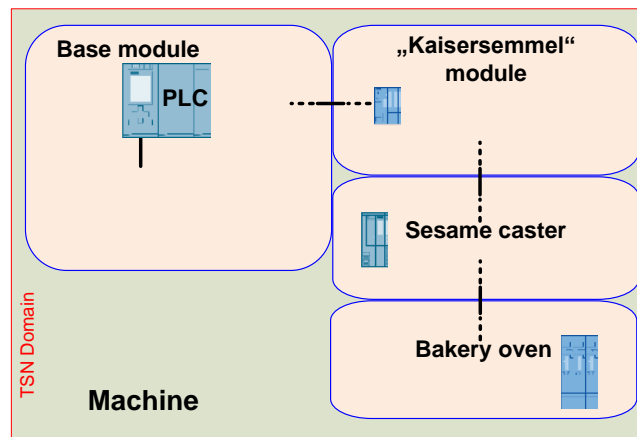 Base module
PLC
„Kaisersemmel“
module
Sesame caster
Bakery oven
Machine
TSN Domain